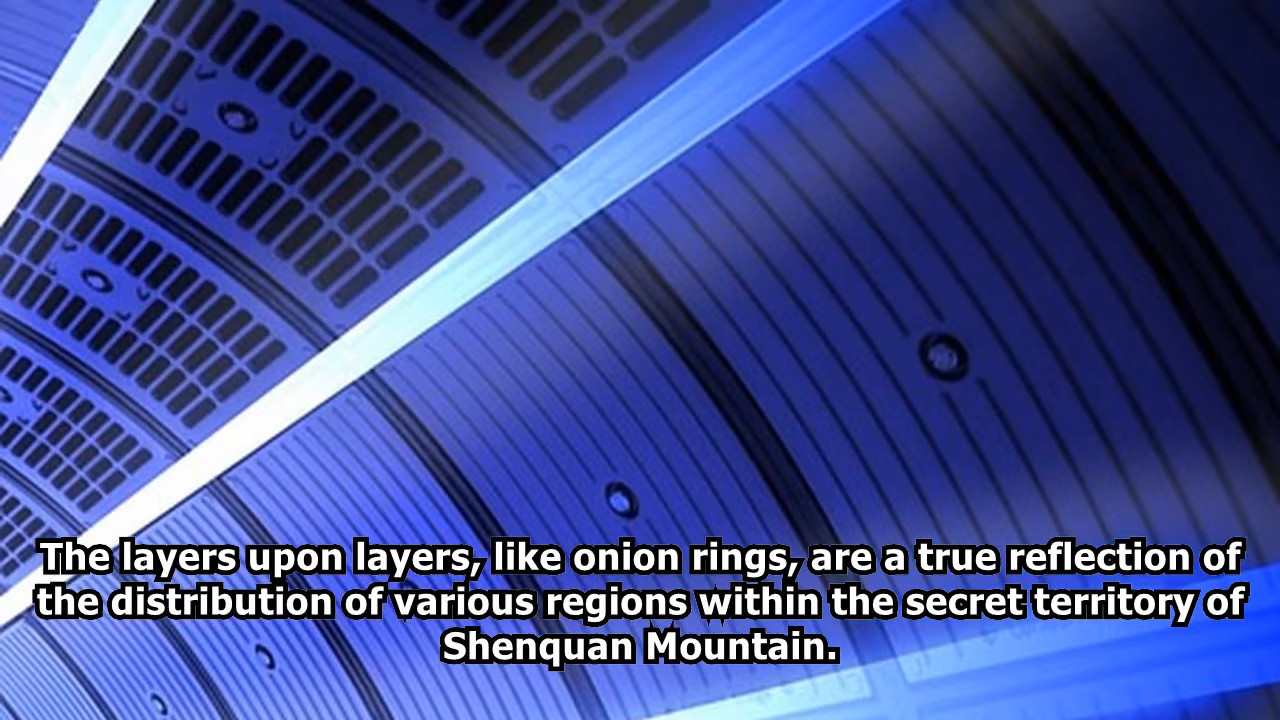 The layers upon layers, like onion rings, are a true reflection of
the distribution of various regions within the secret territory of
Shenquan Mountain.